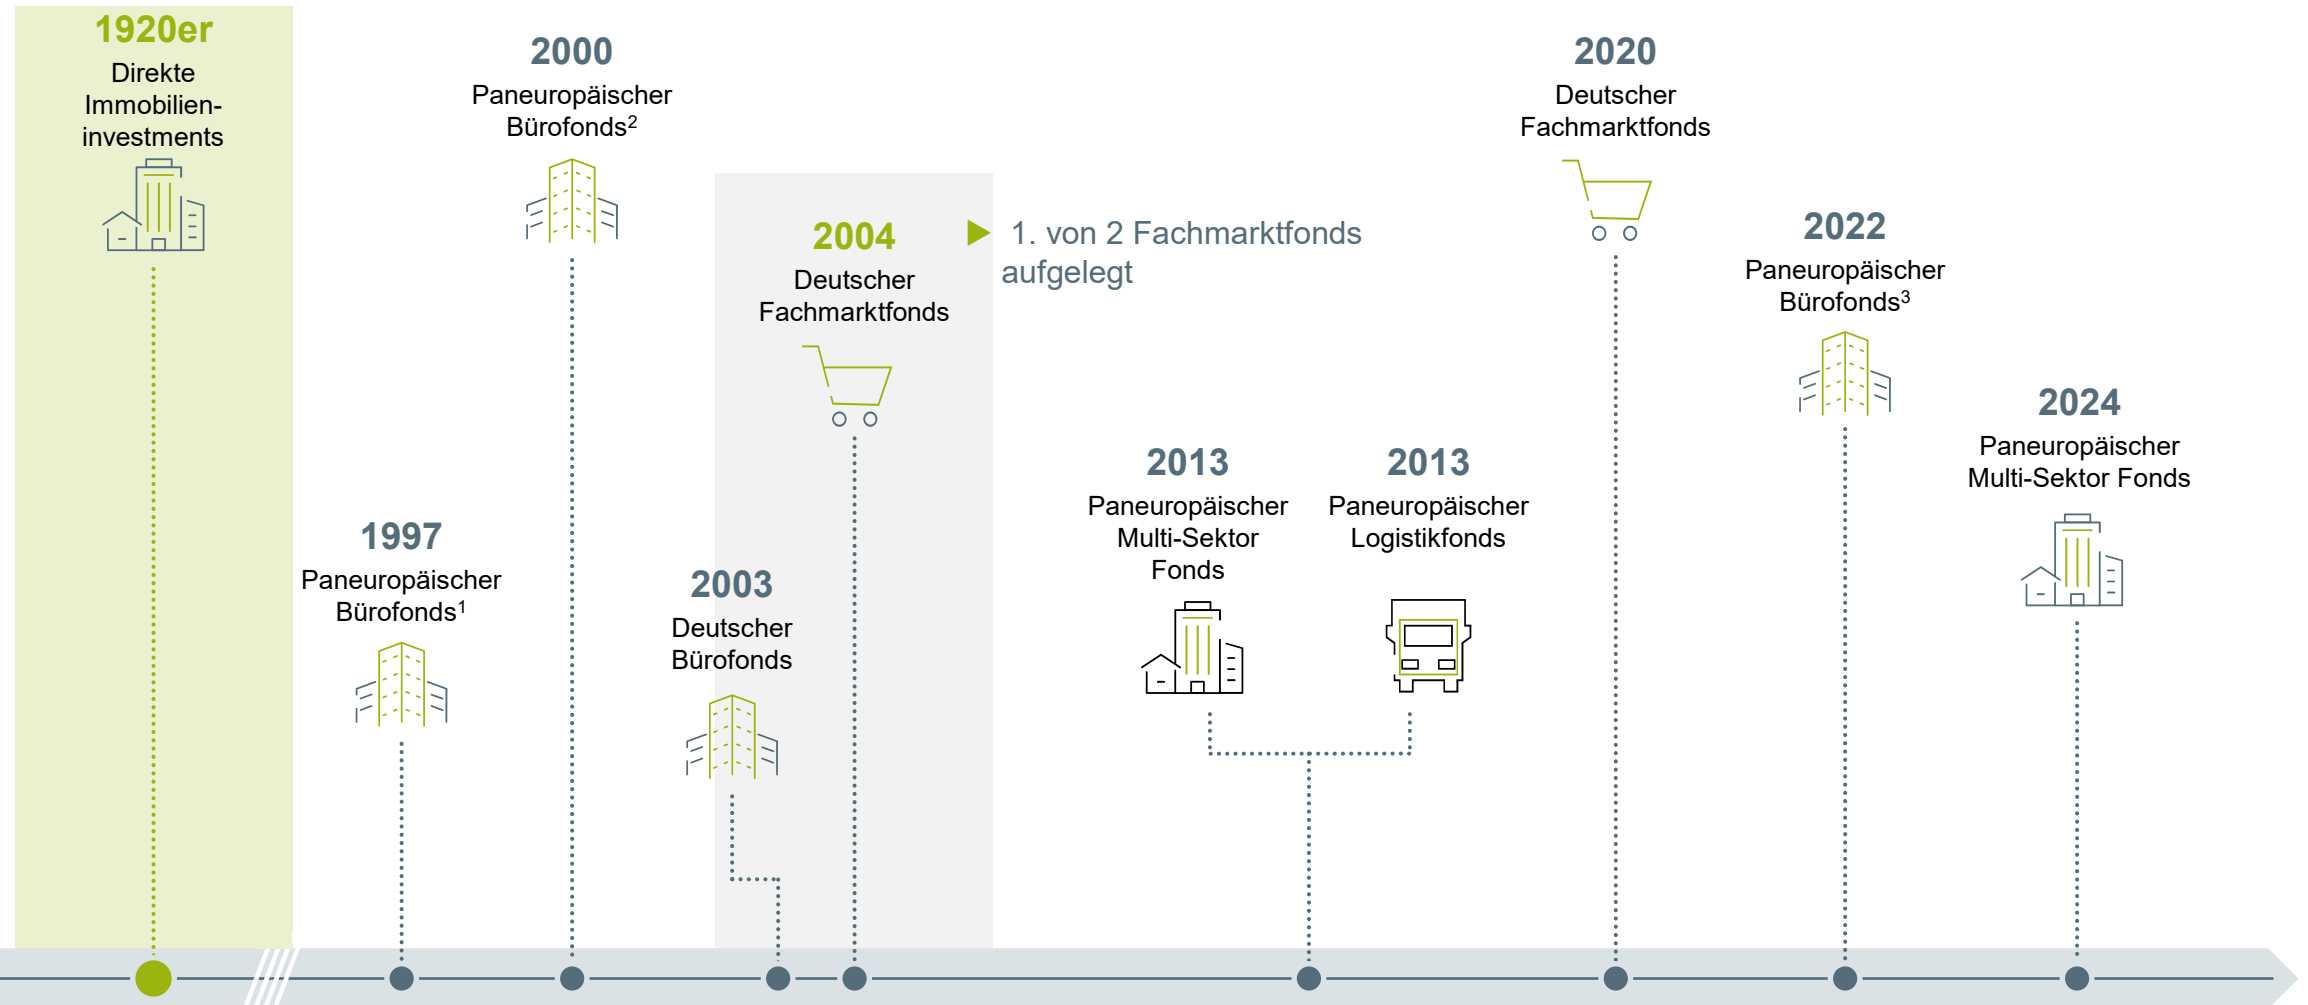 1920er
Direkte
Immobilien-
investments
1997
Paneuropäischer
Bürofonds¹
2000
Paneuropäischer
Bürofonds²
2003
Deutscher
Bürofonds
2004
Deutscher
Fachmarktfonds
1. von 2 Fachmarktfonds
aufgelegt
2013
Paneuropäischer
Multi-Sektor
Fonds
2013
Paneuropäischer
Logistikfonds
2020
Deutscher
Fachmarktfonds
2022
Paneuropäischer
Bürofonds³
2024
Paneuropäischer
Multi-Sektor Fonds